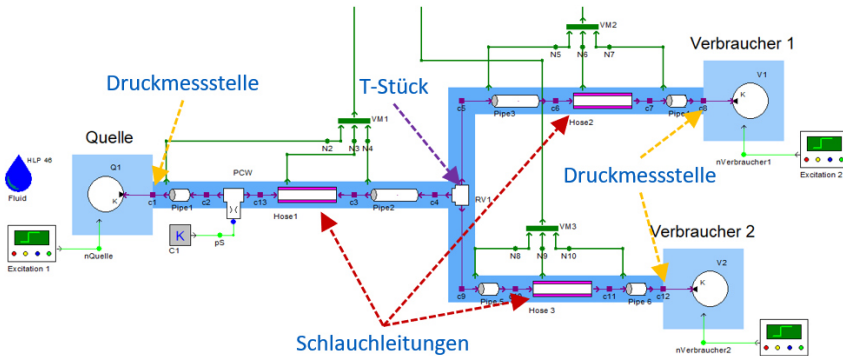 VM2
Verbraucher 1
N5
N6
N7
V1
Druckmessstelle
T-Stück
K
c5
Pipe3
c6
Hose2
c7
c8
VM1
Quelle
N2
N3
N4
nVerbraucher1
Excitation 2
HLP 46
Fluid
Q1
K
PCW
Druckmessstelle
c1
Pipe1
c2
c13
Hose1
c3
Pipe2
c4
RV1
K
C1
pS
Excitation 1
nQuelle
VM3
Verbraucher 2
N8
N9
N10
V2
K
c9
Pipe 5
Hose 3
c11
Pipe 6
c12
Schlauchleitungen
nVerbraucher2